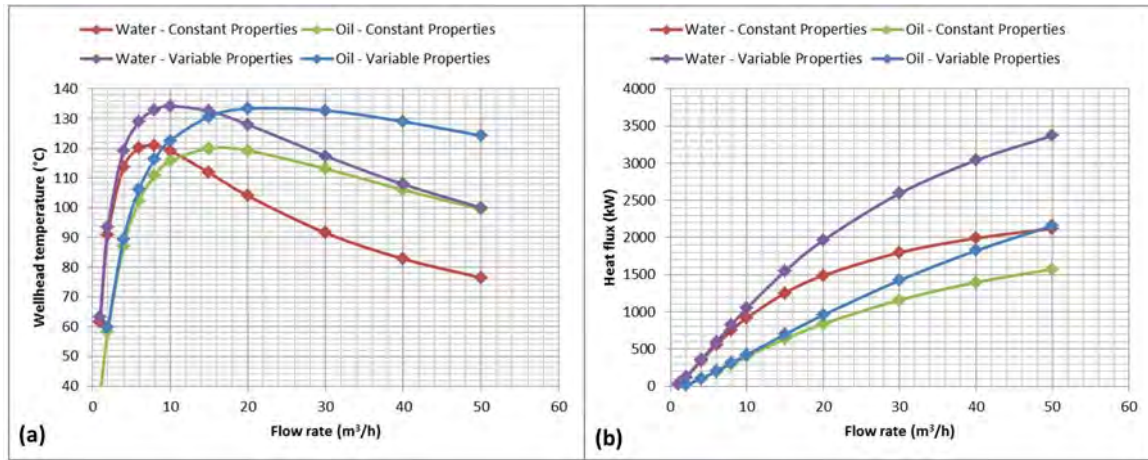 Water - Constant Properties Oil - Constant Properties
Water - Variable Properties Oil - Variable Properties
Wellhead temperature (°C)
140
130
120
110
100
90
80
70
60
50
40
0 10 20 30 40 50 60
Flow rate (m³/h)
(a)
Water - Constant Properties Oil - Constant Properties
Water - Variable Properties Oil - Variable Properties
Heat flux (kW)
4000
3500
3000
2500
2000
1500
1000
500
0
0 10 20 30 40 50 60
Flow rate (m³/h)
(b)